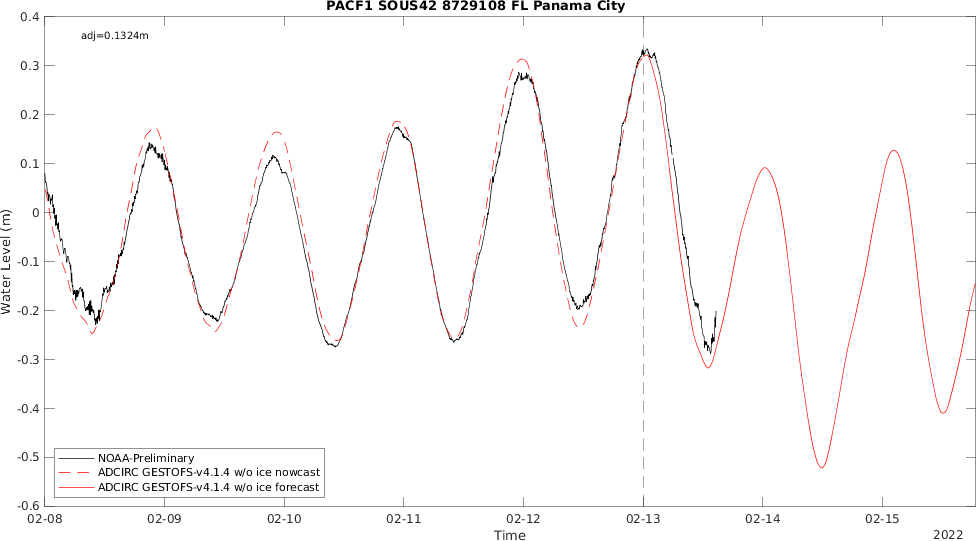 PACF1 SOUS42 8729108 FL Panama City
adj=0.1324m
0.4
0.3
0.2
0.1
0
-0.1
-0.2
-0.3
-0.4
-0.5
-0.6
Water Level (m)
NOAA-Preliminary
ADCIRC GESTOFS-v4.1.4 w/o ice nowcast
ADCIRC GESTOFS-v4.1.4 w/o ice forecast
02-08 02-09 02-10 02-11 02-12 02-13 02-14 02-15
Time
2022